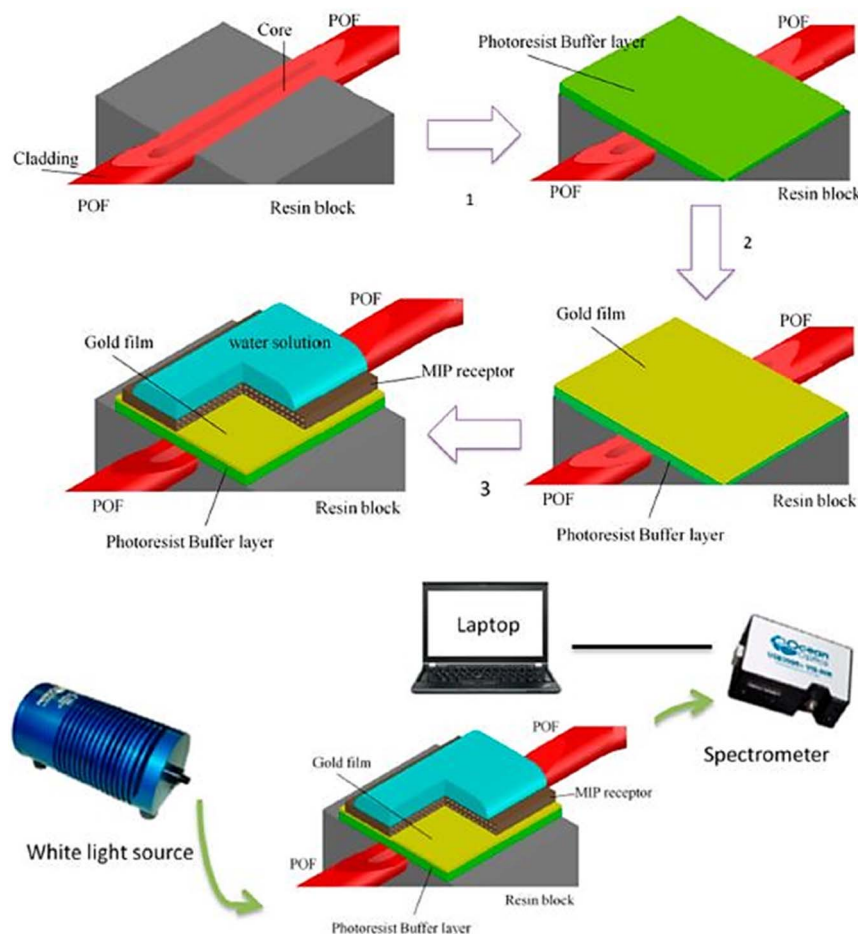 POF
Core
Cladding
POF
Resin block
1
Photoresist Buffer layer
POF
POF
Resin block
2
Gold film
POF
POF
Resin block
Photoresist Buffer layer
3
POF
Gold film
water solution
MIP receptor
POF
Resin block
Photoresist Buffer layer
Laptop
Ocean
Optics
Spectrometer
White light source
POF
Gold film
MIP receptor
POF
Resin block
Photoresist Buffer layer